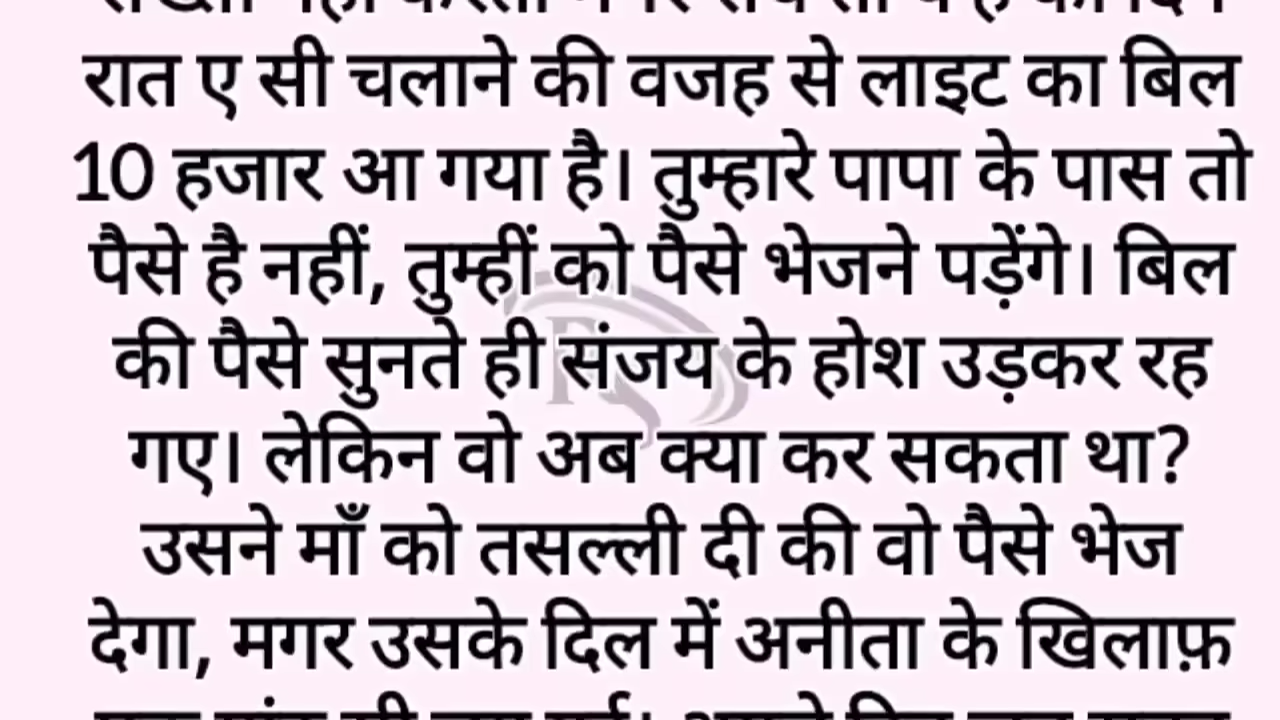 रात ए सी चलाने की वजह से लाइट का बिल
10 हजार आ गया है। तुम्हारे पापा के पास तो
पैसे है नहीं, तुम्हीं को पैसे भेजने पड़ेंगे। बिल
की पैसे सुनते ही संजय के होश उड़कर रह
गए। लेकिन वो अब क्या कर सकता था?
उसने माँ को तसल्ली दी की वो पैसे भेज
देगा, मगर उसके दिल में अनीता के खिलाफ़